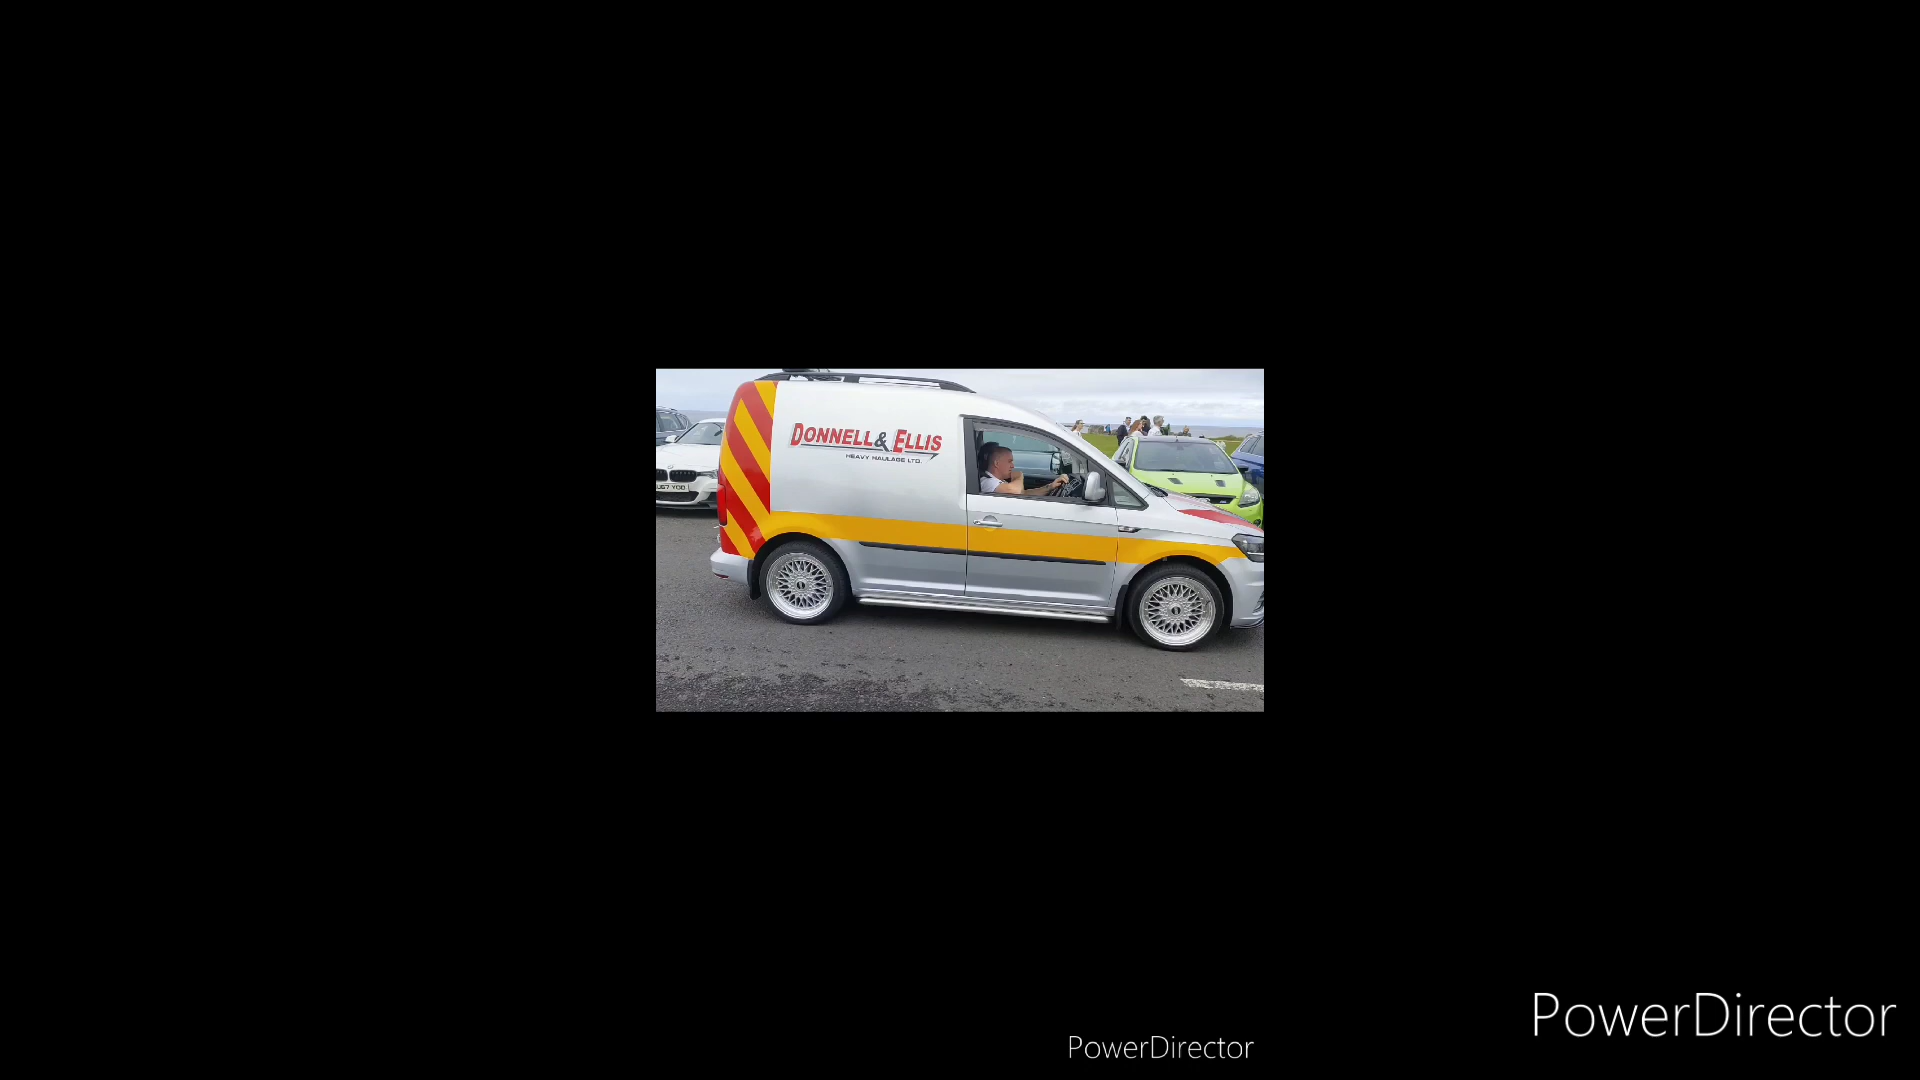 DONNELL & ELLIS
HEAVY HAULAGE LTD.
PowerDirector
PowerDirector